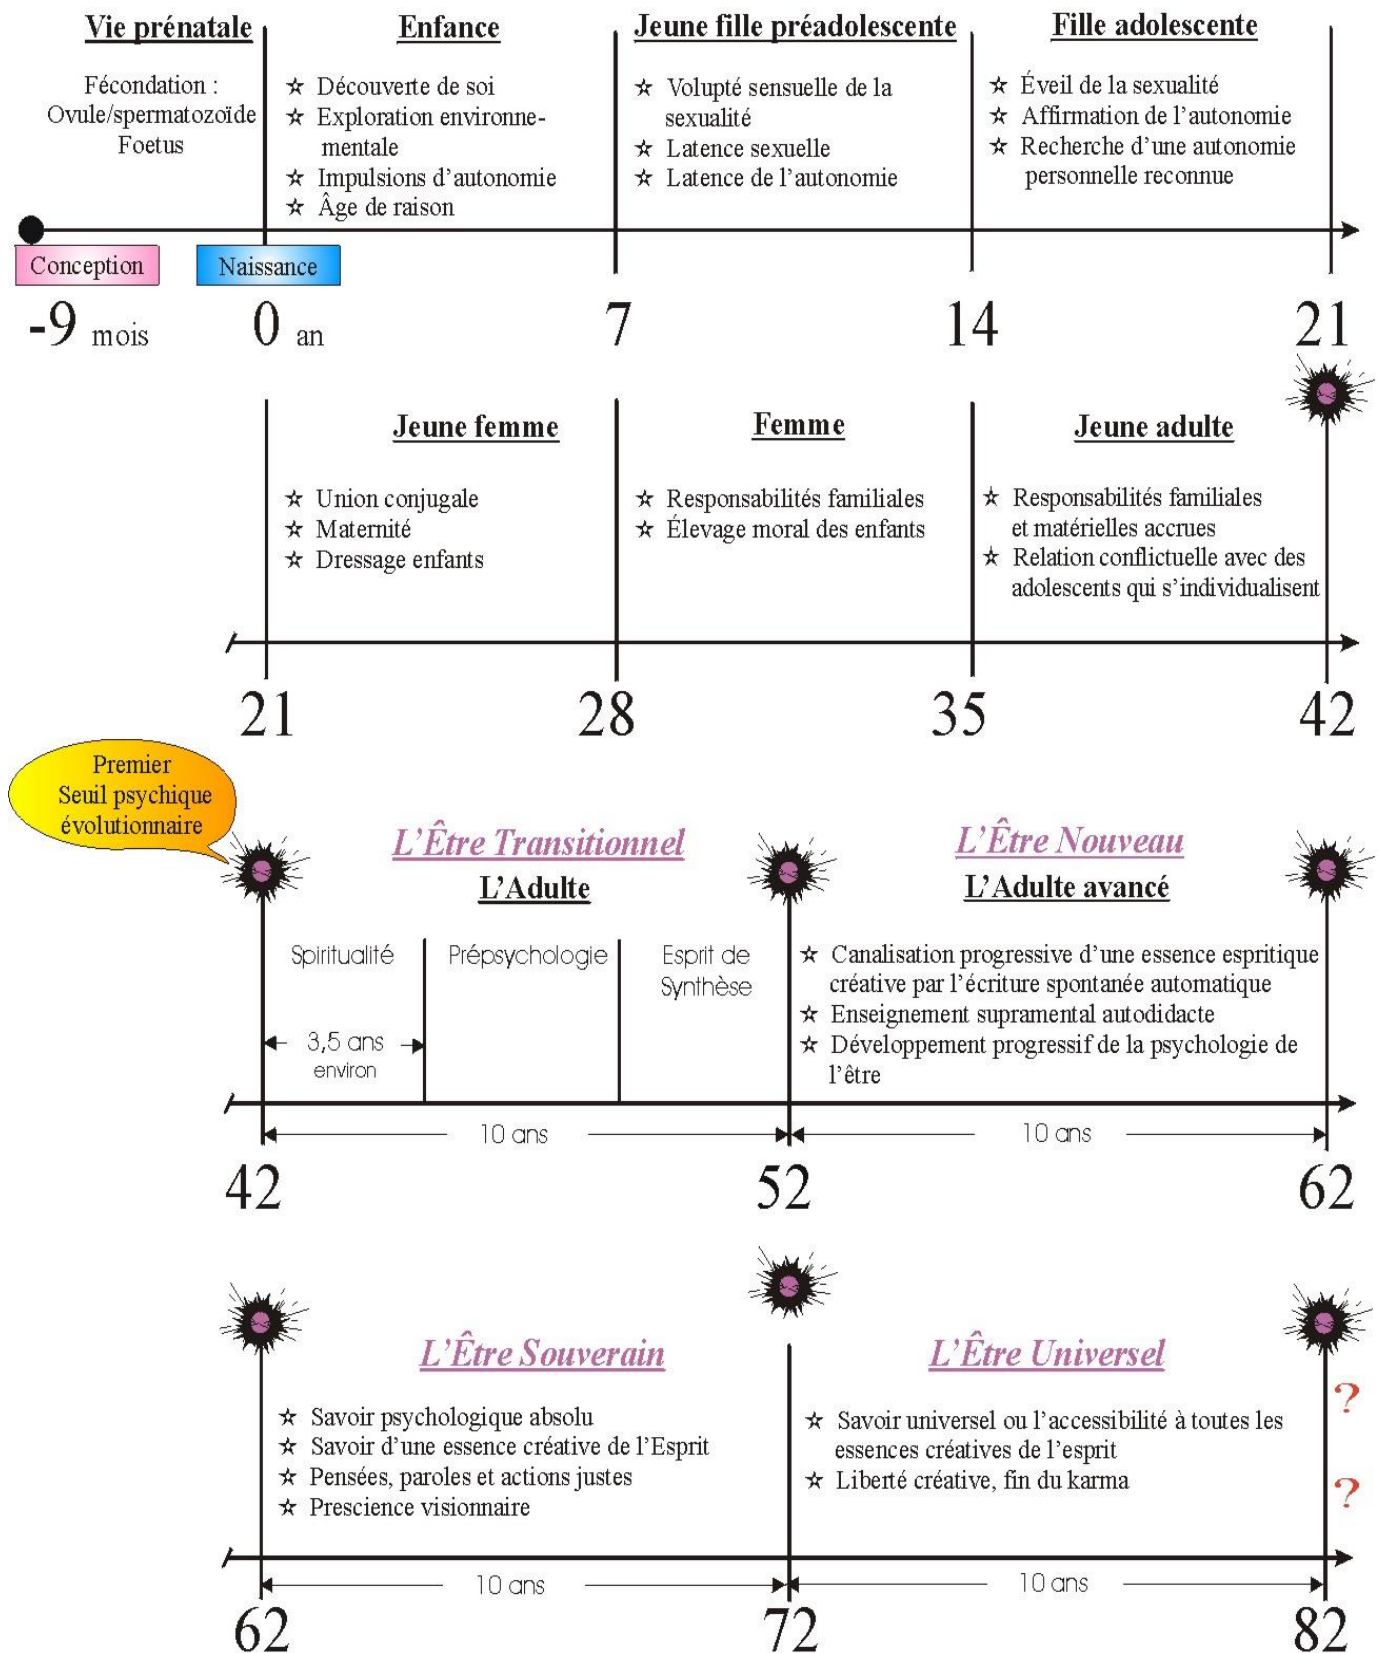 Vie prénatale
Fécondation :
Ovule/spermatozoïde
Foetus
Enfance
☆ Découverte de soi
☆ Exploration environne-
mentale
☆ Impulsions d'autonomie
☆ Âge de raison
Jeune fille préadolescente
☆ Volupté sensuelle de la
sexualité
☆ Latence sexuelle
☆ Latence de l'autonomie
Fille adolescente
☆ Éveil de la sexualité
☆ Affirmation de l'autonomie
☆ Recherche d'une autonomie
personnelle reconnue
Conception
Naissance
-9 mois
0 an
7
14
21
Jeune femme
☆ Union conjugale
☆ Maternité
☆ Dressage enfants
Femme
☆ Responsabilités familiales
☆ Élevage moral des enfants
Jeune adulte
☆ Responsabilités familiales
et matérielles accrues
☆ Relation conflictuelle avec des
adolescents qui s'individualisent
21
28
35
42
Premier
Seuil psychique
évolutionnaire
L'Être Transitionnel
L'Adulte
Spiritualité
3,5 ans
environ
Prépsychologie
Esprit de
Synthèse
L'Être Nouveau
L'Adulte avancé
☆ Canalisation progressive d'une essence espritique
créative par l'écriture spontanée automatique
☆ Enseignement supramental autodidacte
☆ Développement progressif de la psychologie de
l'être
10 ans
10 ans
42
52
62
L'Être Souverain
☆ Savoir psychologique absolu
☆ Savoir d'une essence créative de l'Esprit
☆ Pensées, paroles et actions justes
☆ Prescience visionnaire
L'Être Universel
☆ Savoir universel ou l'accessibilité à toutes les
essences créatives de l'esprit
☆ Liberté créative, fin du karma
?
?
10 ans
10 ans
62
72
82